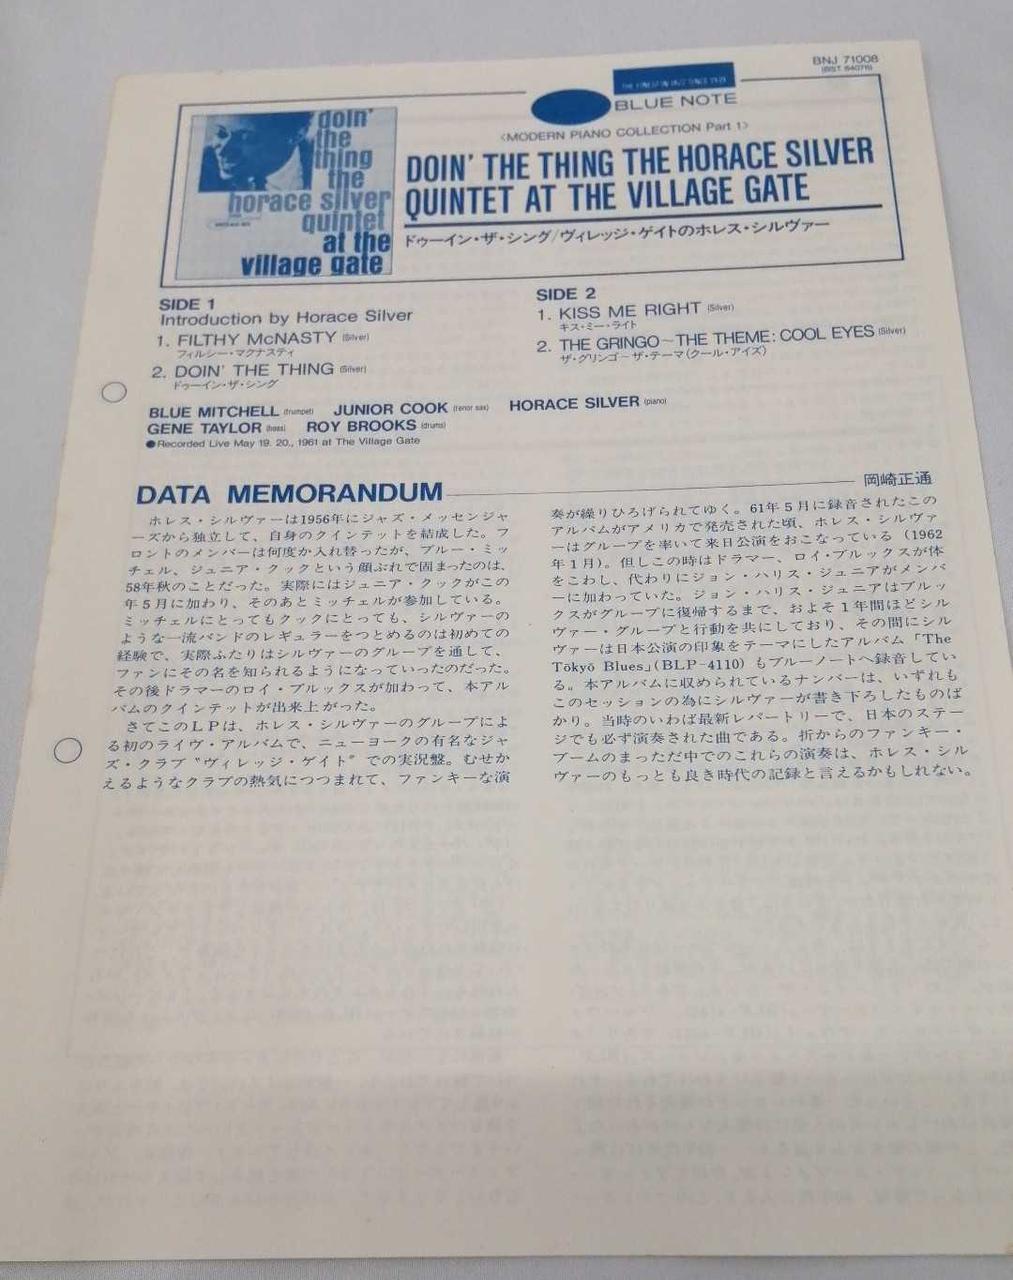 BNJ 71008
(BST 84076)
THE FINEST IN JAZZ SINCE 1939
BLUE NOTE
〈MODERN PIANO COLLECTION Part 1〉
DOIN' THE THING THE HORACE SILVER
QUINTET AT THE VILLAGE GATE
ドゥーイン・ザ・シング/ヴィレッジ・ゲイトのホレス・シルヴァー
doin'
the
thing
the
horace silver
quintet
at the
village gate
SIDE 1
Introduction by Horace Silver
1. FILTHY McNASTY (Silver)
フィルシー・マクナスティ
2. DOIN' THE THING (Silver)
ドゥーイン・ザ・シング
SIDE 2
1. KISS ME RIGHT (Silver)
キス・ミー・ライト
2. THE GRINGO~THE THEME: COOL EYES (Silver)
ザ・グリンゴ~ザ・テーマ(クール・アイズ)
BLUE MITCHELL (trumpet) JUNIOR COOK (tenor sax) HORACE SILVER (piano)
GENE TAYLOR (bass) ROY BROOKS (drums)
●Recorded Live May 19. 20., 1961 at The Village Gate
DATA MEMORANDUM
岡崎正通
ホレス・シルヴァーは1956年にジャズ・メッセンジャ
ーズから独立して、自身のクインテットを結成した。フ
ロントのメンバーは何度か入れ替ったが、ブルー・ミッ
チェル、ジュニア・クックという顔ぶれで固まったのは、
58年秋のことだった。実際にはジュニア・クックがこの
年5月に加わり、そのあとミッチェルが参加している。
ミッチェルにとってもクックにとっても、シルヴァーの
ような一流バンドのレギュラーをつとめるのは初めての
経験で、実際ふたりはシルヴァーのグループを通して、
ファンにその名を知られるようになっていったのだった。
その後ドラマーのロイ・ブルックスが加わって、本アル
バムのクインテットが出来上がった。
さてこのLPは、ホレス・シルヴァーのグループによ
る初のライヴ・アルバムで、ニューヨークの有名なジャ
ズ・クラブ〝ヴィレッジ・ゲイト〟での実況盤。むせか
えるようなクラブの熱気につつまれて、ファンキーな演
奏が繰りひろげられてゆく。61年5月に録音されたこの
アルバムがアメリカで発売された頃、ホレス・シルヴァ
ーはグループを率いて来日公演をおこなっている(1962
年1月)。但しこの時はドラマー、ロイ・ブルックスが体
をこわし、代わりにジョン・ハリス・ジュニアがメンバ
ーに加わっていた。ジョン・ハリス・ジュニアはブルッ
クスがグループに復帰するまで、およそ1年間ほどシル
ヴァー・グループと行動を共にしており、その間にシル
ヴァーは日本公演の印象をテーマにしたアルバム「The
Tōkyō Blues」(BLP-4110)もブルーノートへ録音してい
る。本アルバムに収められているナンバーは、いずれも
このセッションの為にシルヴァーが書き下ろしたものば
かり。当時のいわば最新レパートリーで、日本のステー
ジでも必ず演奏された曲である。折からのファンキー・
ブームのまっただ中でのこれらの演奏は、ホレス・シル
ヴァーのもっとも良き時代の記録と言えるかもしれない。